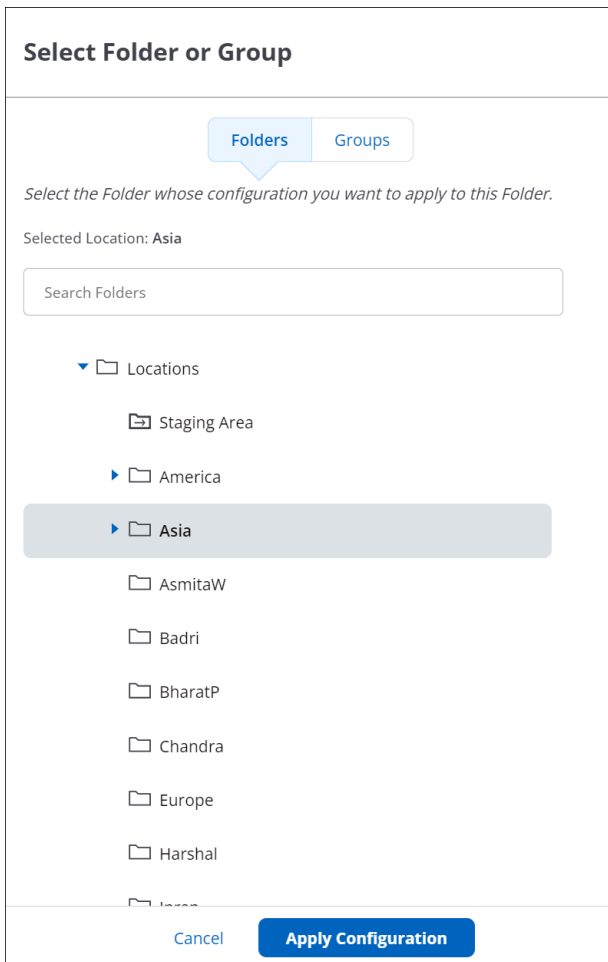 Select Folder or Group
Folders
Groups
Select the Folder whose configuration you want to apply to this Folder.
Selected Location: Asia
Search Folders
Locations
Staging Area
America
Asia
AsmitaW
Badri
BharatP
Chandra
Europe
Harshal
Cancel
Apply Configuration